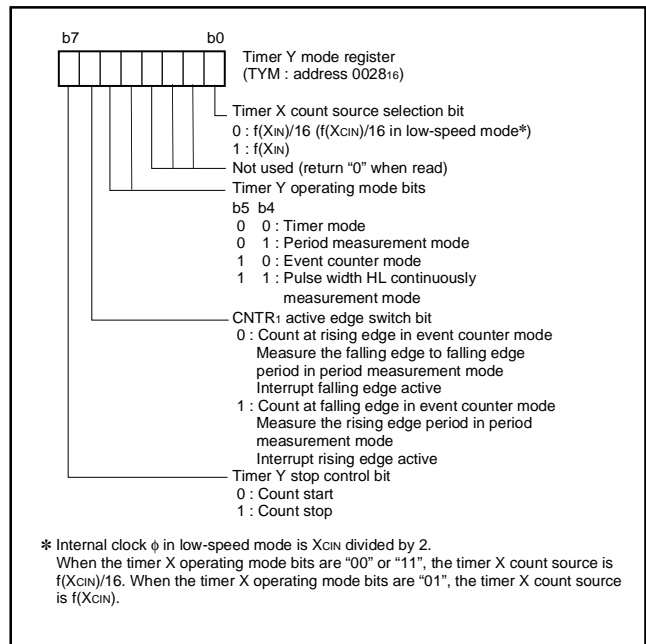 b7 b0
Timer Y mode register
(TYM : address 002816)
Timer X count source selection bit
0 : f(XIN)/16 (f(XCIN)/16 in low-speed mode*)
1 : f(XIN)
Not used (return “0” when read)
Timer Y operating mode bits
b5 b4
0 0 : Timer mode
0 1 : Period measurement mode
1 0 : Event counter mode
1 1 : Pulse width HL continuously
measurement mode
CNTR1 active edge switch bit
0 : Count at rising edge in event counter mode
Measure the falling edge to falling edge
period in period measurement mode
Interrupt falling edge active
1 : Count at falling edge in event counter mode
Measure the rising edge period in period
measurement mode
Interrupt rising edge active
Timer Y stop control bit
0 : Count start
1 : Count stop
* Internal clock ϕ in low-speed mode is XCIN divided by 2.
When the timer X operating mode bits are “00” or “11”, the timer X count source is
f(XCIN)/16. When the timer X operating mode bits are “01”, the timer X count source
is f(XCIN).